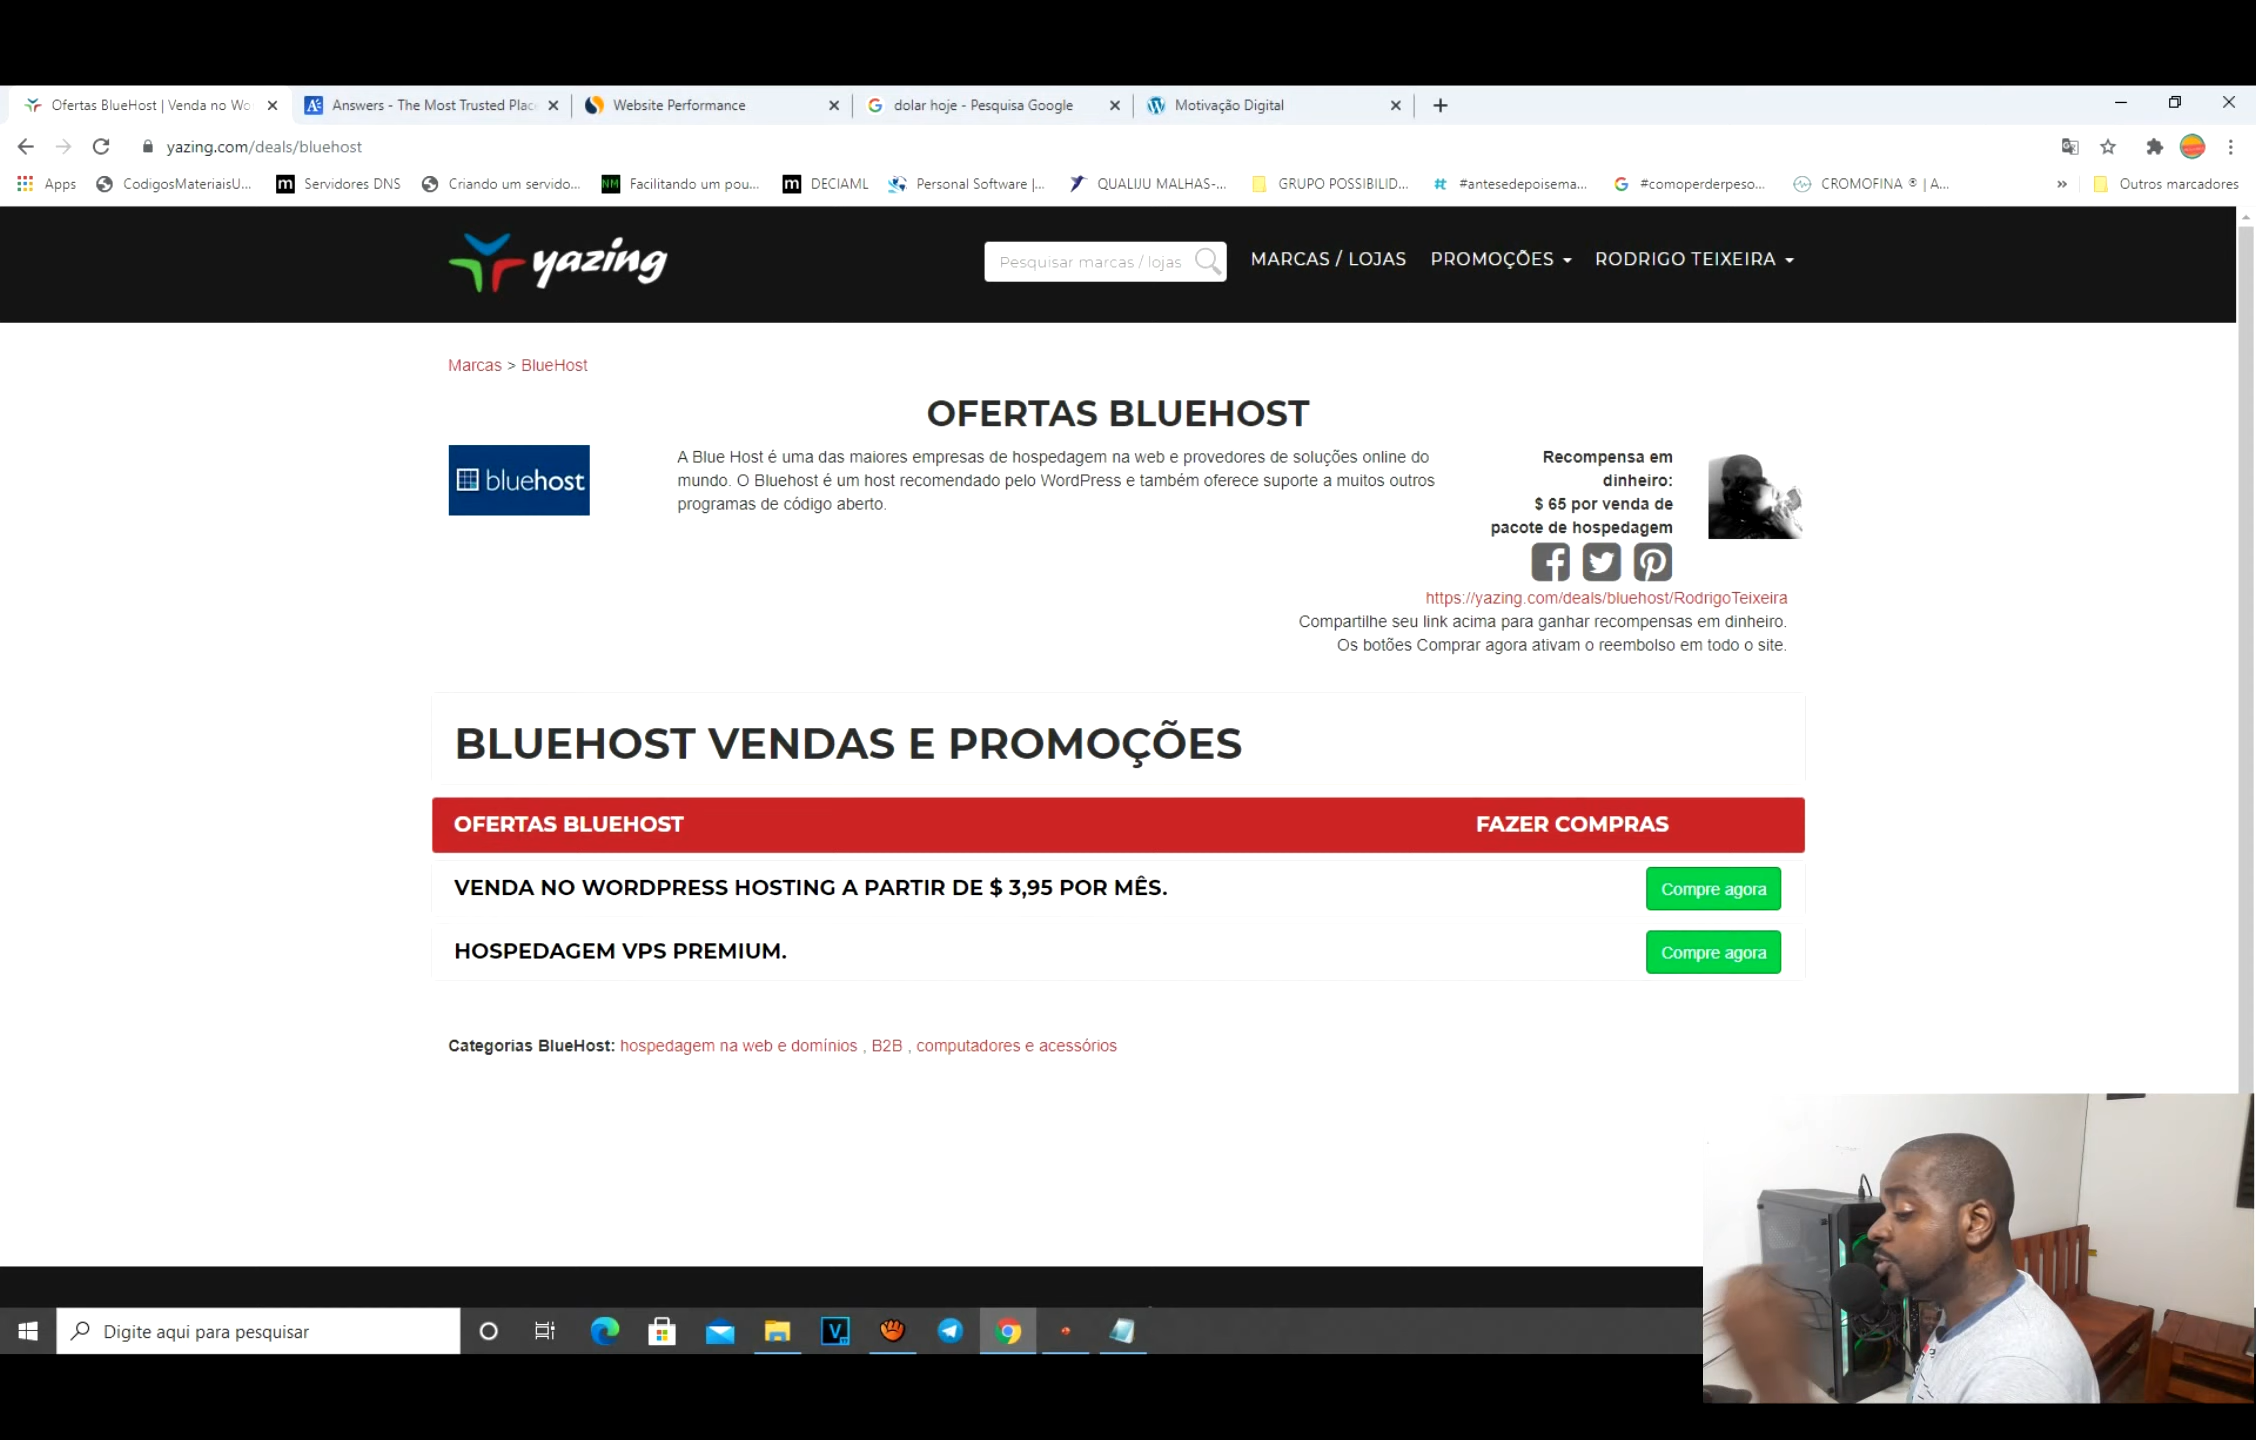 Ofertas BlueHost | Venda no Wo
Answers - The Most Trusted Plac
Website Performance
dolar hoje - Pesquisa Google
Motivação Digital
yazing.com/deals/bluehost
Apps
CodigosMateriaisU...
Servidores DNS
Criando um servido...
NM
Facilitando um pou...
DECIAML
Personal Software |...
QUALIJU MALHAS-...
GRUPO POSSIBILID...
#antesedepoisema...
#comoperderpeso...
CROMOFINA ® | A...
Outros marcadores
yazing
Pesquisar marcas / lojas
MARCAS / LOJAS
PROMOÇÕES
RODRIGO TEIXEIRA
Marcas > BlueHost
OFERTAS BLUEHOST
bluehost
A Blue Host é uma das maiores empresas de hospedagem na web e provedores de soluções online do
mundo. O Bluehost é um host recomendado pelo WordPress e também oferece suporte a muitos outros
programas de código aberto.
Recompensa em
dinheiro:
$ 65 por venda de
pacote de hospedagem
https://yazing.com/deals/bluehost/RodrigoTeixeira
Compartilhe seu link acima para ganhar recompensas em dinheiro.
Os botões Comprar agora ativam o reembolso em todo o site.
BLUEHOST VENDAS E PROMOÇÕES
OFERTAS BLUEHOST
FAZER COMPRAS
VENDA NO WORDPRESS HOSTING A PARTIR DE $ 3,95 POR MÊS.
Compre agora
HOSPEDAGEM VPS PREMIUM.
Compre agora
Categorias BlueHost: hospedagem na web e domínios , B2B , computadores e acessórios
Digite aqui para pesquisar